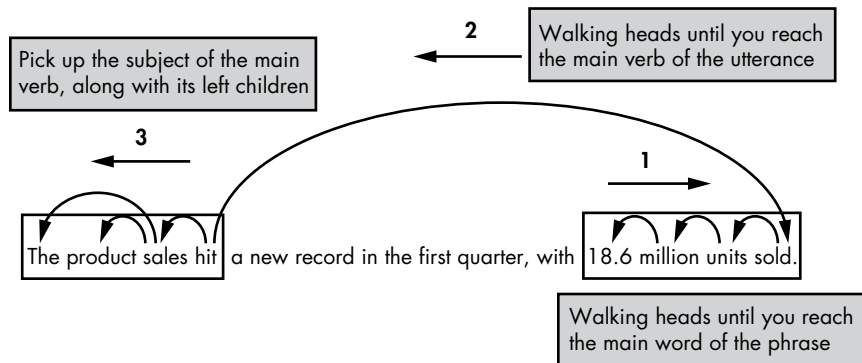 Pick up the subject of the main
verb, along with its left children
2
Walking heads until you reach
the main verb of the utterance
3
1
The product sales hit a new record in the first quarter, with 18.6 million units sold.
Walking heads until you reach
the main word of the phrase